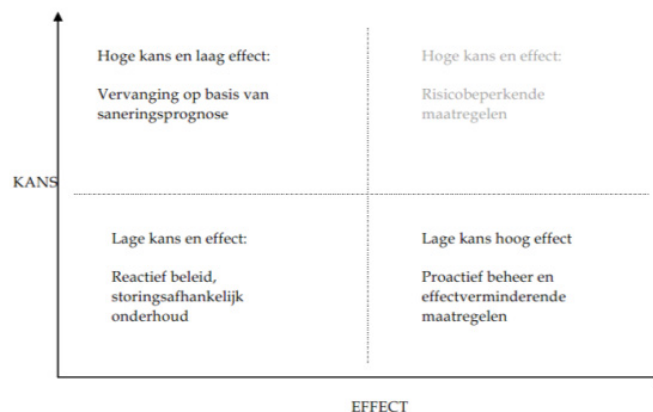 Hoge kans en laag effect:
Vervanging op basis van
saneringsprognose
Hoge kans en effect:
Risicobeperkende
maatregelen
KANS
Lage kans en effect:
Reactief beleid,
storingsafhankelijk
onderhoud
Lage kans hoog effect
Proactief beheer en
effectverminderende
maatregelen
EFFECT